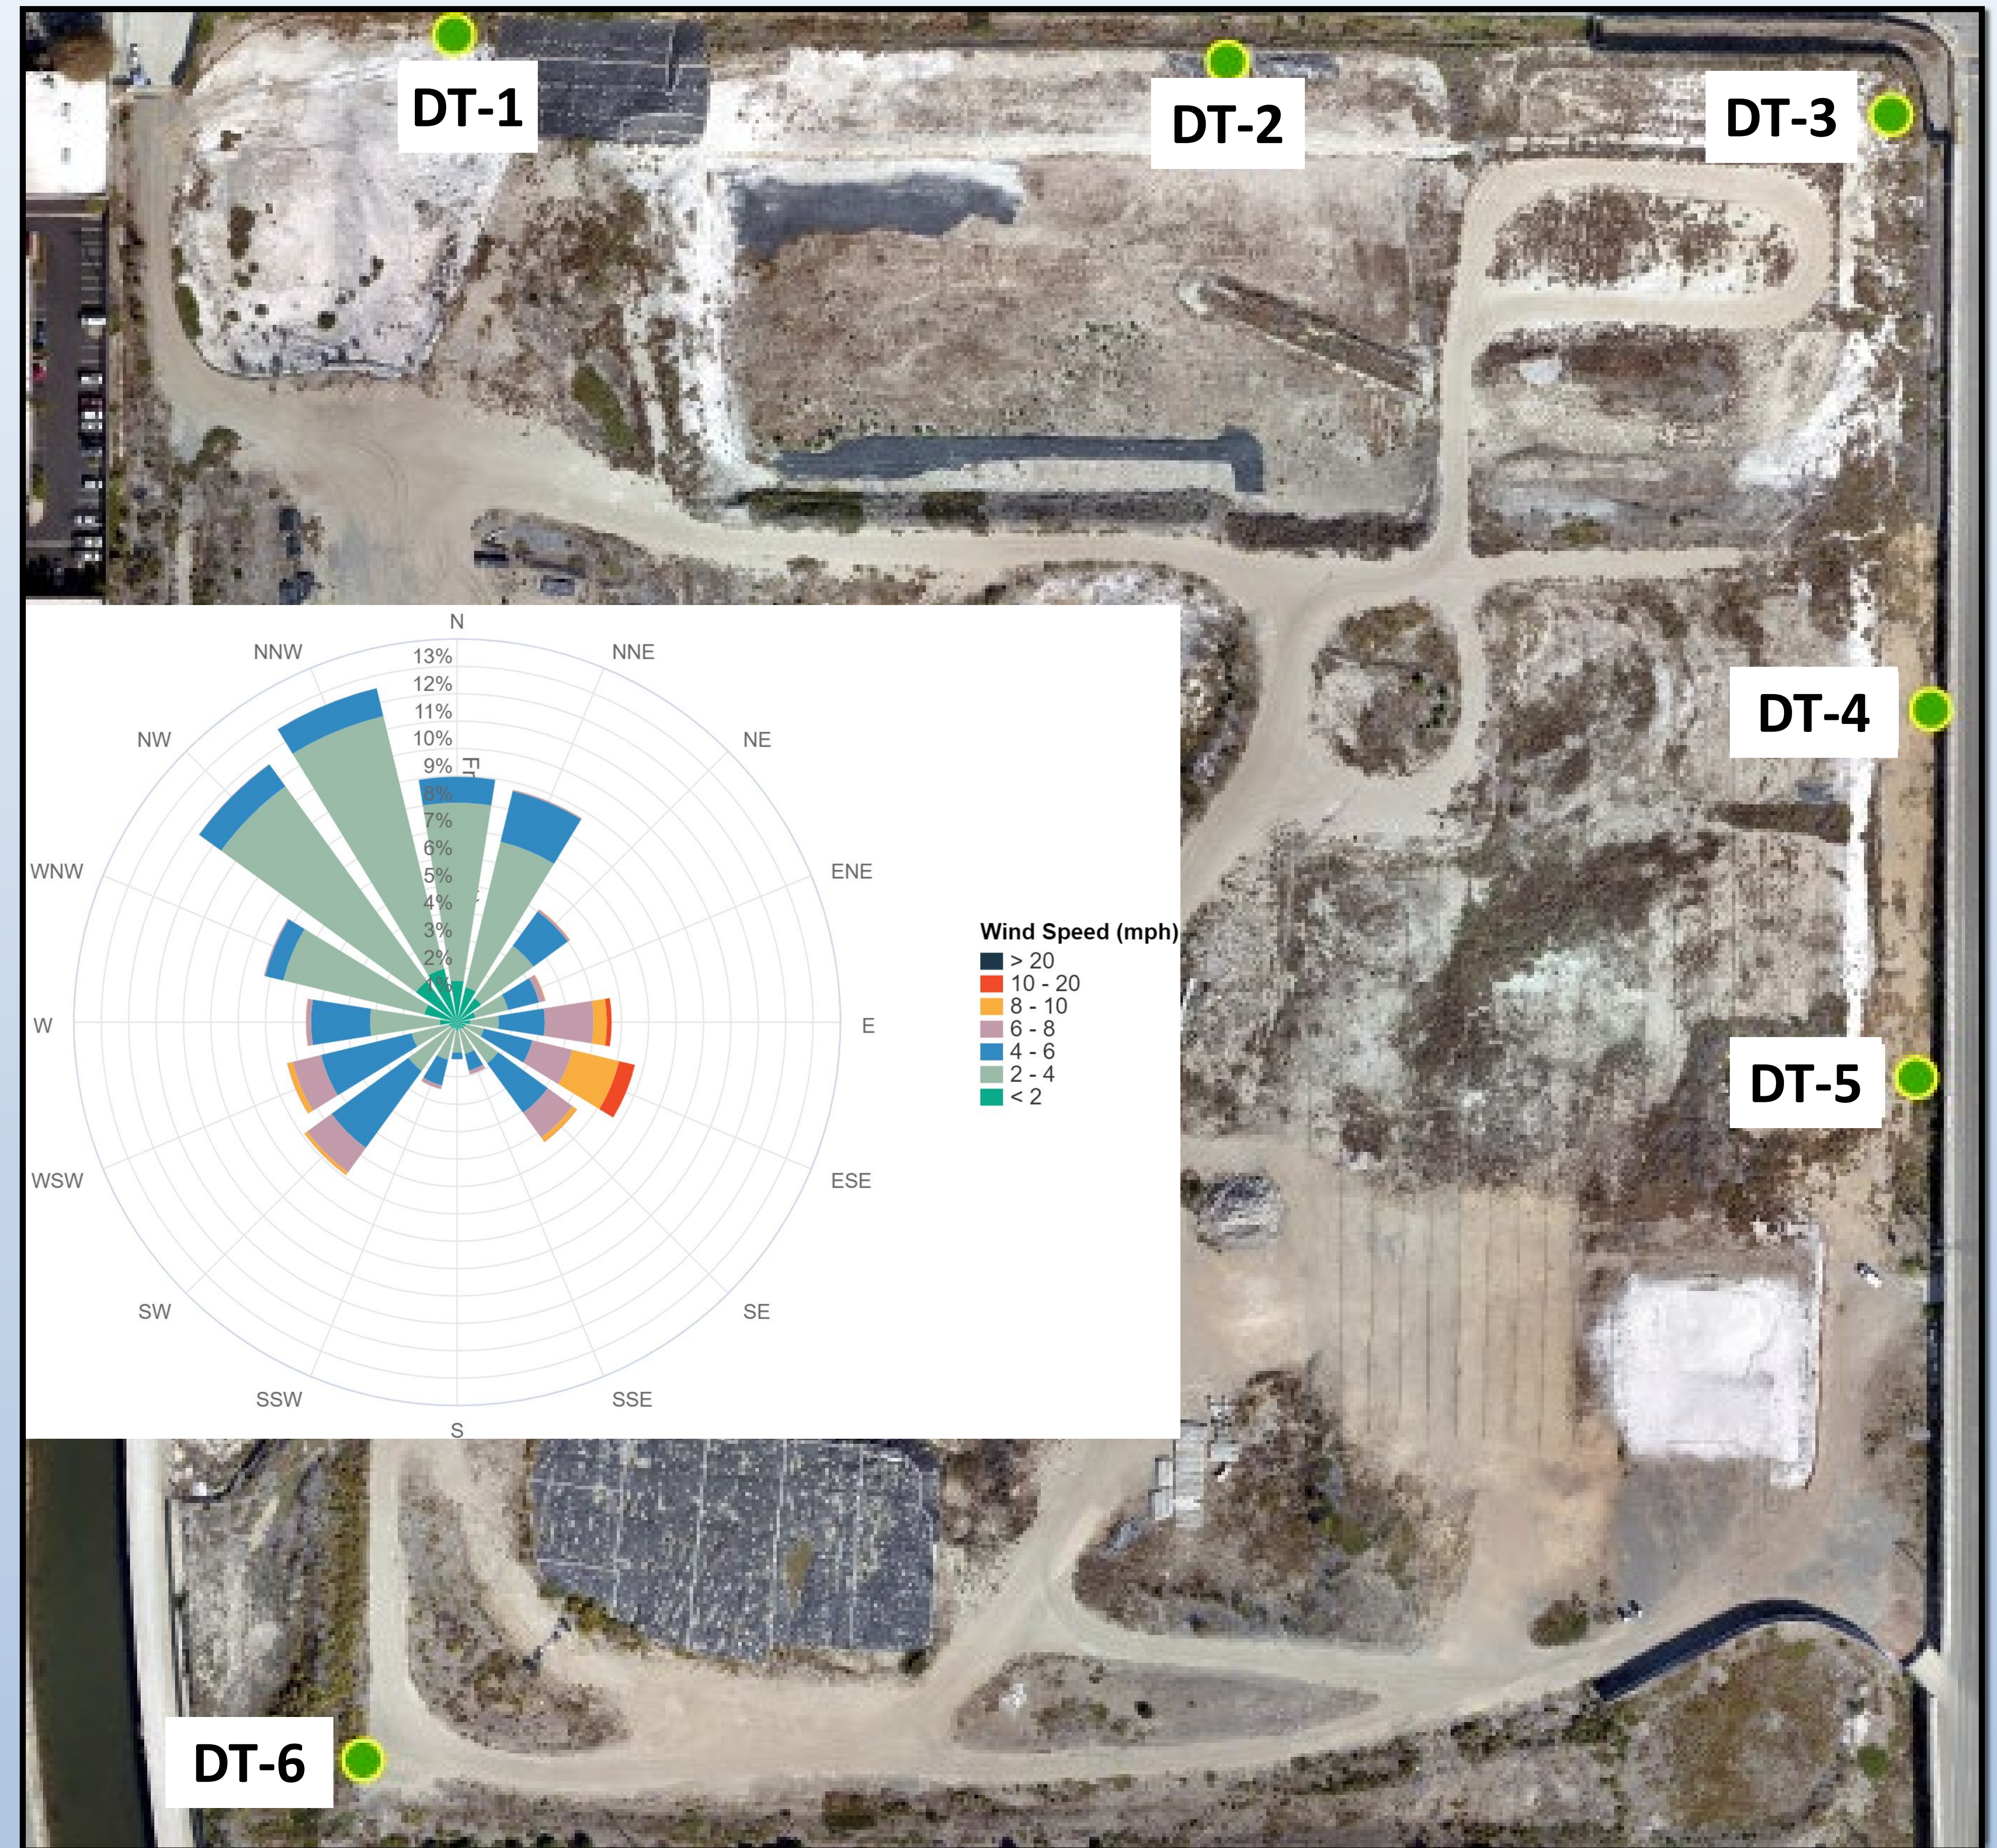 DT-1
DT-2
DT-3
DT-4
DT-5
DT-6
N
NNE
NE
ENE
E
ESE
SE
SSE
S
SSW
SW
WSW
W
WNW
NW
NNW
13%
12%
11%
10%
9%
8%
7%
6%
5%
4%
3%
2%
1%
Fr
Wind Speed (mph)
> 20
10 - 20
8 - 10
6 - 8
4 - 6
2 - 4
< 2